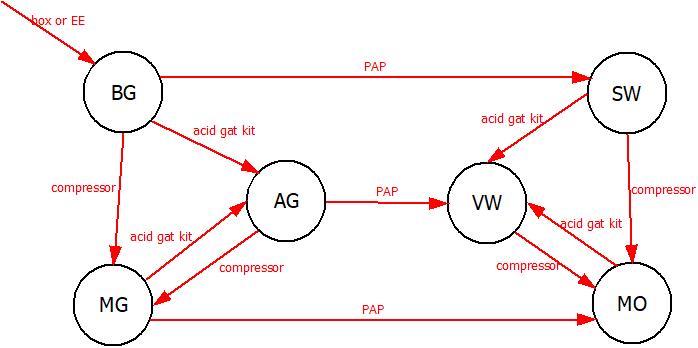 box or EE
PAP
BG
SW
acid gat kit
acid gat kit
compressor
compressor
AG
PAP
VW
acid gat kit
acid gat kit
compressor
compressor
MG
PAP
MO